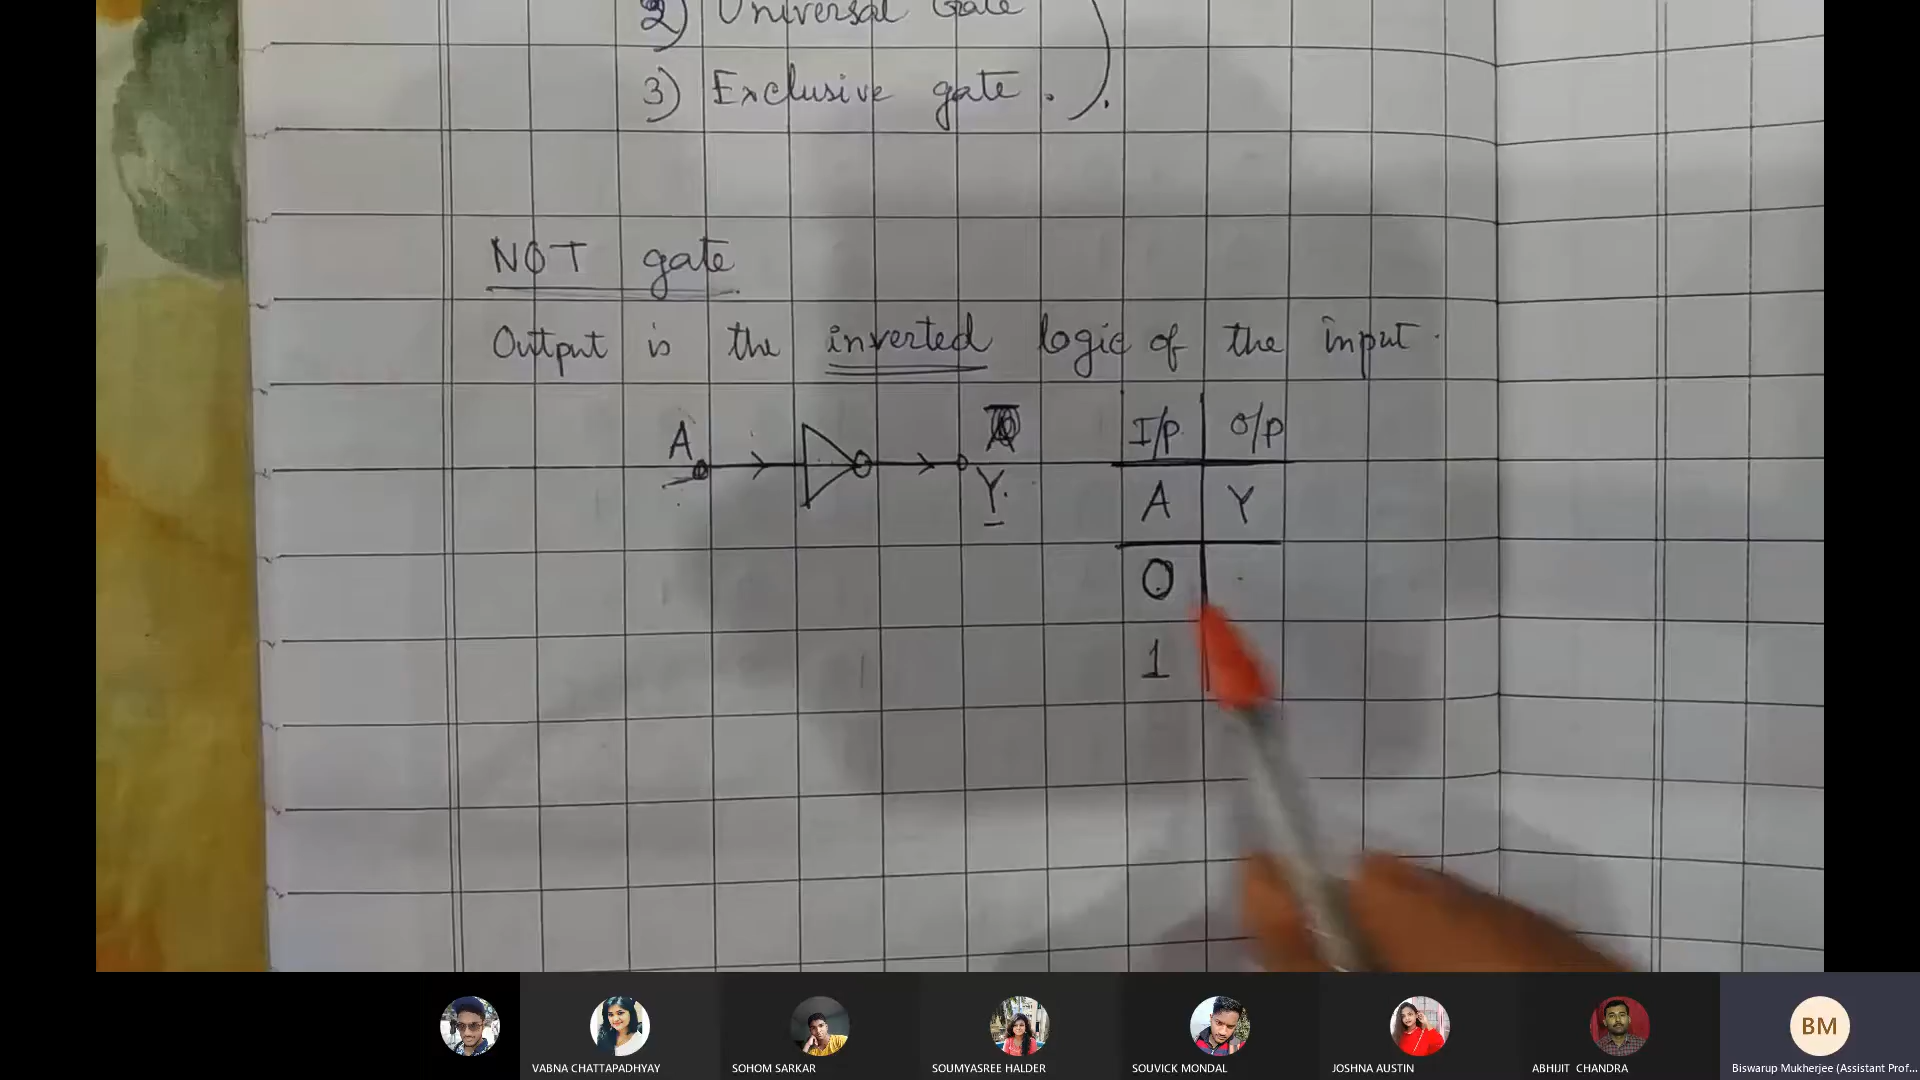 2) Universal Gate
3) Exclusive gate.
NOT gate
Output is the inverted logic of the input.
A
Y
I/P O/P
A Y
0
1
VABNA CHATTAPADHYAY
SOHOM SARKAR
SOUMYASREE HALDER
SOUVICK MONDAL
JOSHNA AUSTIN
ABHIJIT CHANDRA
BM
Biswarup Mukherjee (Assistant Prof...